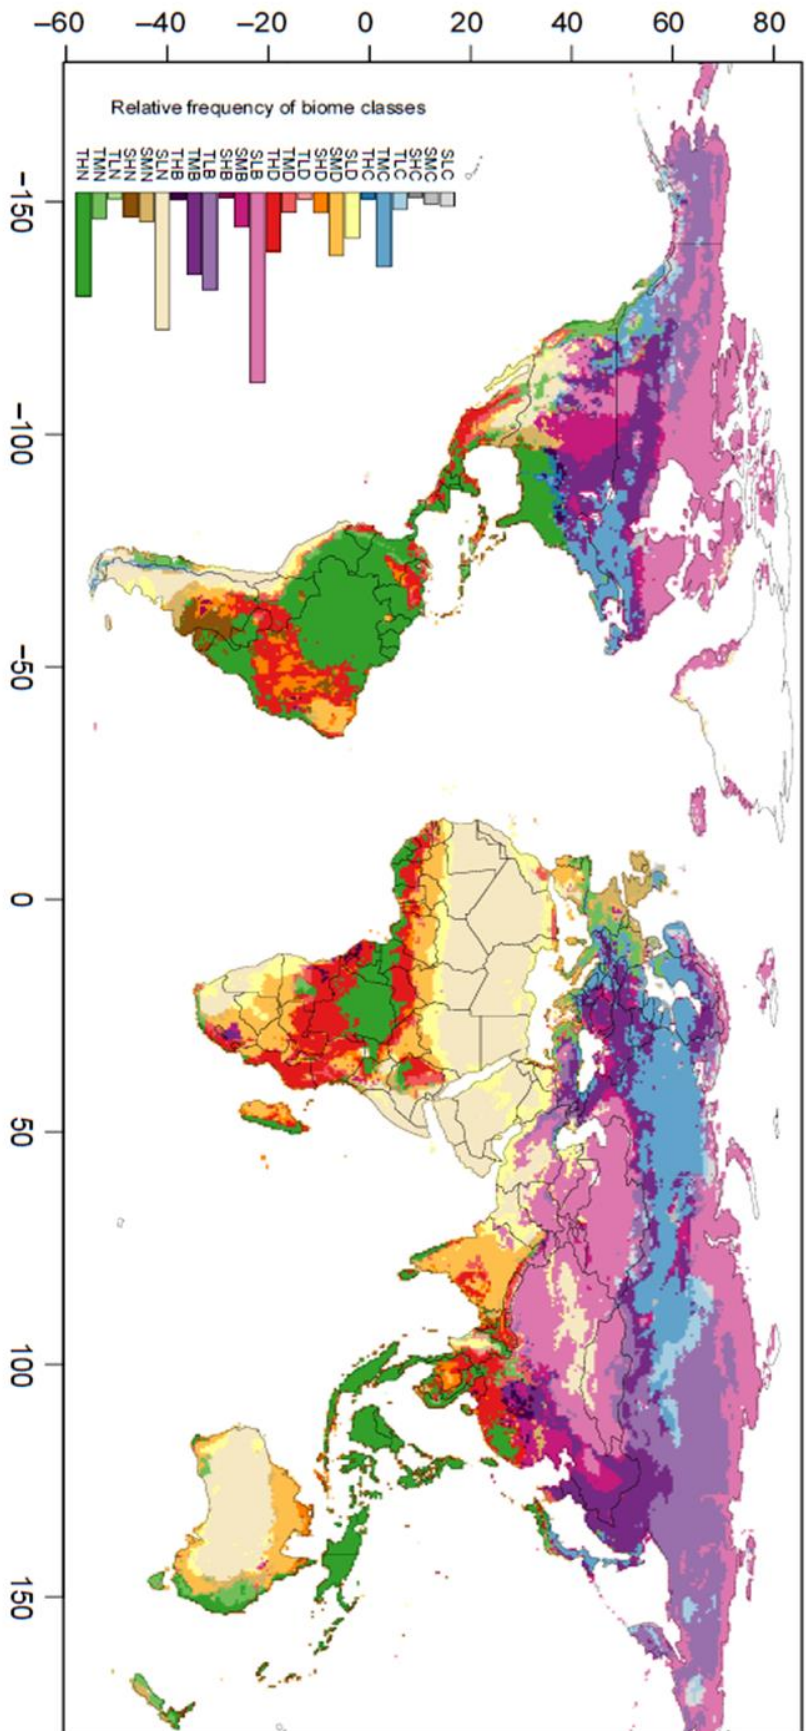 −60 −40 −20 0 20 40 60 80
Relative frequency of biome classes
THN
TMN
TLN
SHN
SMN
SLN
THB
TMB
TLB
SHB
SMB
SLB
THD
TMD
TLD
SHD
SMD
SLD
THC
TMC
TLC
SHC
SMC
SLC
−150
−100
−50
0
50
100
150